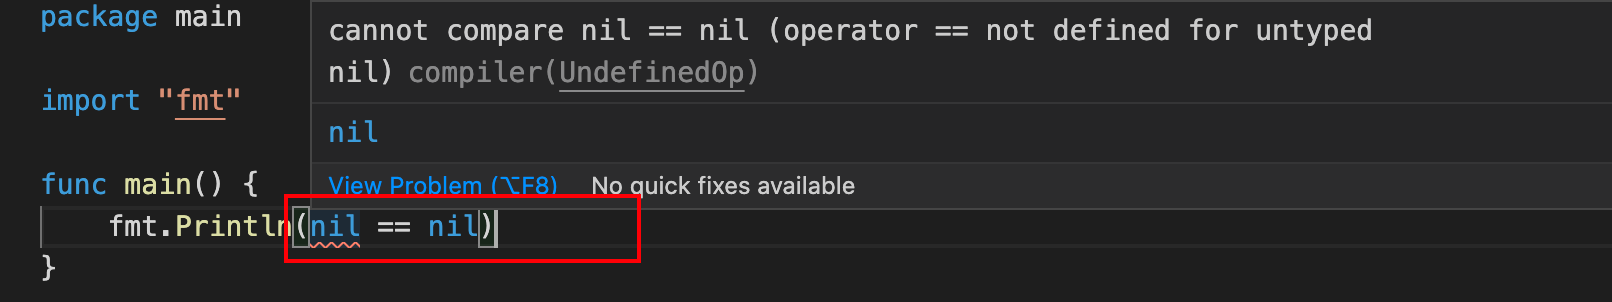 package main
import "fmt"
func main() {
fmt.Println(nil == nil)
}
cannot compare nil == nil (operator == not defined for untyped
nil) compiler(UndefinedOp)
nil
View Problem (⌥F8) No quick fixes available